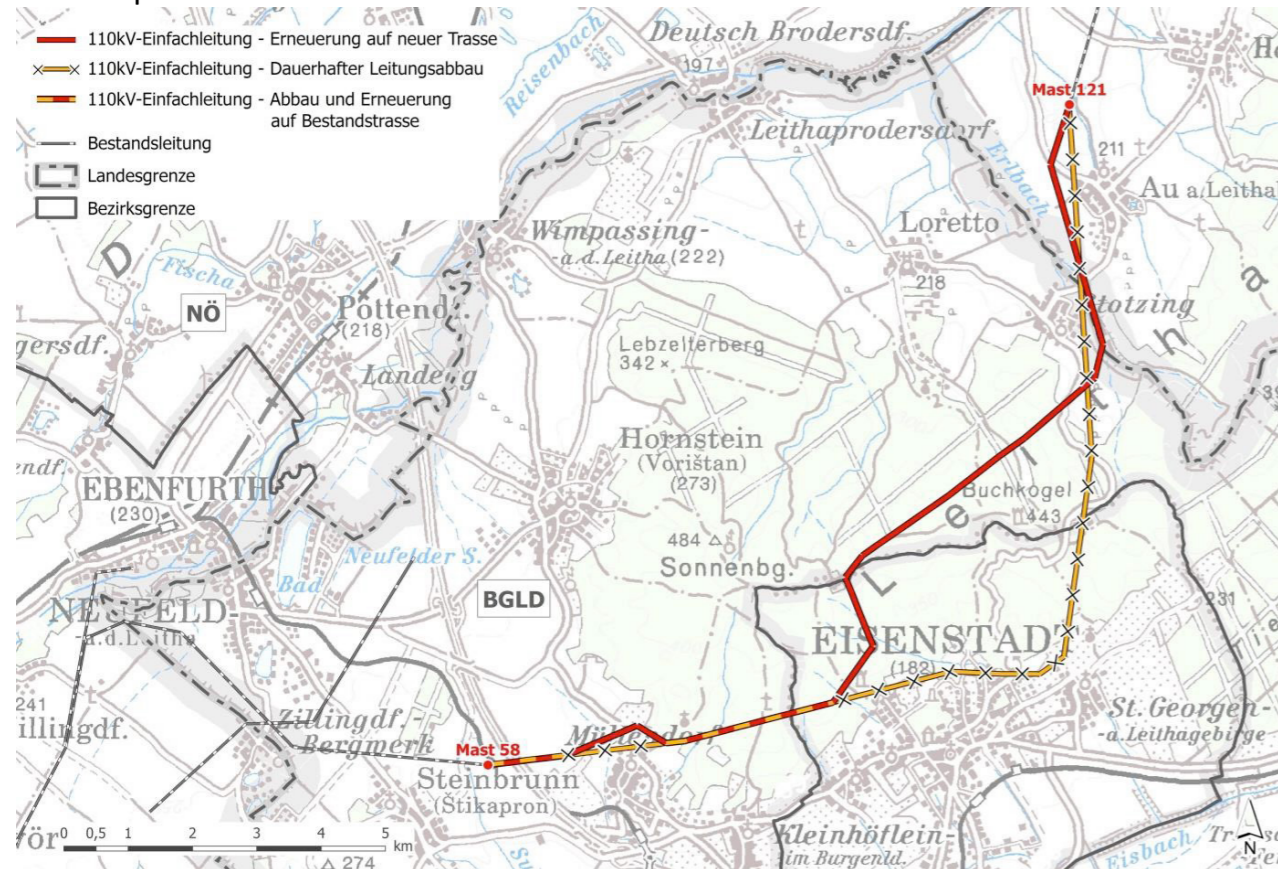 110kV-Einfachleitung - Erneuerung auf neuer Trasse
110kV-Einfachleitung - Dauerhafter Leitungsabbau
110kV-Einfachleitung - Abbau und Erneuerung
auf Bestandstrasse
Bestandsleitung
Landesgrenze
Bezirksgrenze
Deutsch Brodersdf.
197
Reisenbach
Mast 121
Leithaprodersdorf
Erlbach
211
Au a.Leitha
Loretto
218
Wimpassing-
-a.d.Leitha (222)
Fischa
NÖ
Pottend.
(218)
Landegg
Lebzelterberg
342 ×
Hornstein
(Vorištan)
(273)
EBENFURTH
(230)
Neufelder S.
Bad
BGLD
484 △
Sonnenbg.
Buchkogel
443
L e i t h a
-a.d.Leitha
EISENSTADT
(182)
231
241
Zillingdf.-
Bergwerk
Mast 58
Steinbrunn
(Štikapron)
St. Georgen-
-a.Leithagebirge
Kleinhöflein-
im Burgenld.
Eisbach
0 0,5 1 2 3 4 5
km
△ 274
N